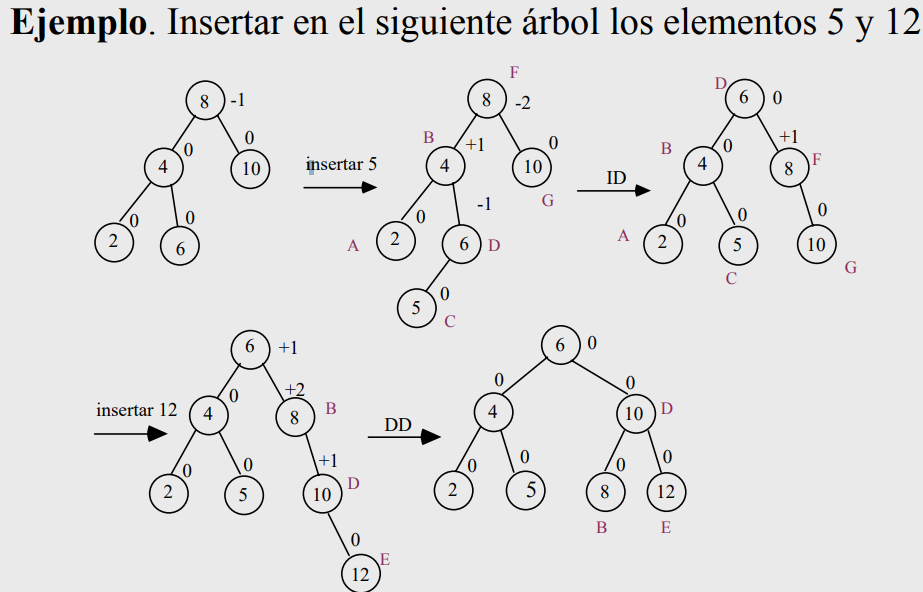 Ejemplo. Insertar en el siguiente árbol los elementos 5 y 12
F
D
8 -1
8 -2
6 0
B
0 0
+1 0
B 0 +1
4 10
insertar 5
4 10
ID
4 8 F
G
0 0
0 -1
0 0 0
2 6
A 2 6 D
A 2 5 10
C G
5 0
C
6 +1
6 0
0 +2
0 0
insertar 12
4 8 B
DD
4 10 D
0 0 +1
0 0 0 0
2 5 10 D
2 5 8 12
B E
0
E
12